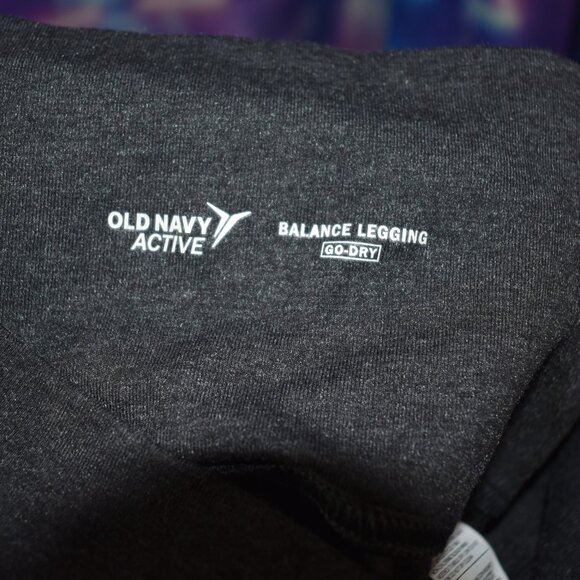 OLD NAVY
ACTIVE
BALANCE LEGGING
GO-DRY